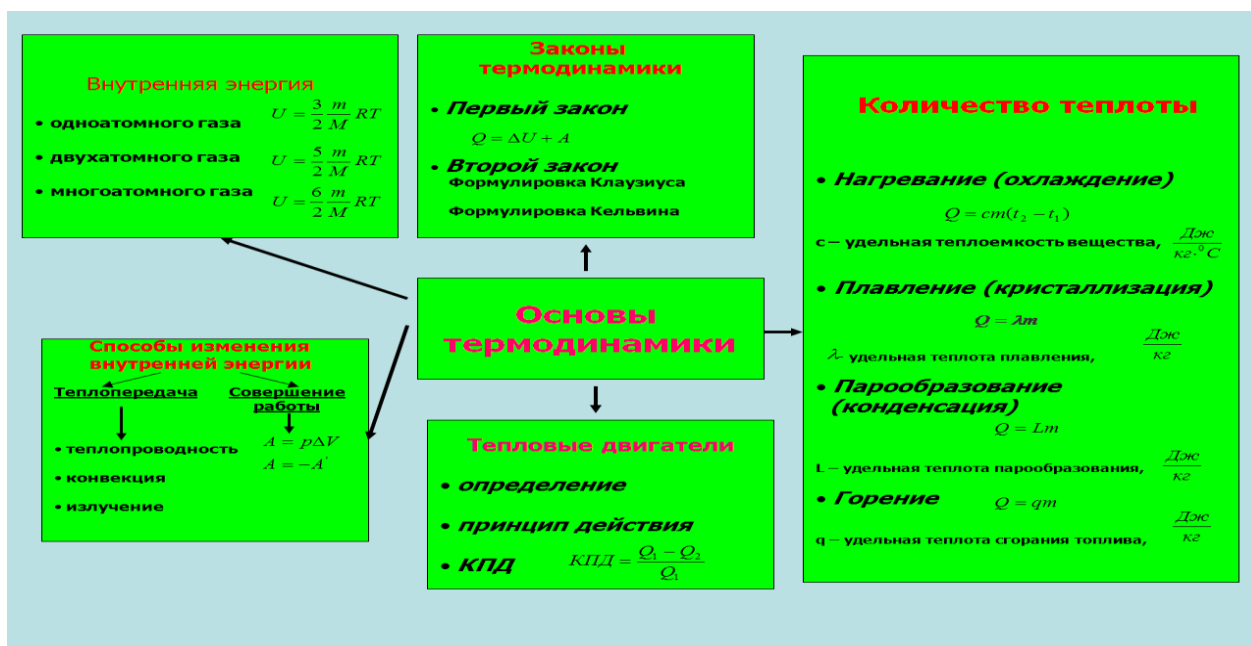 Внутренняя энергия
• одноатомного газа U = 3/2 m/M RT
• двухатомного газа U = 5/2 m/M RT
• многоатомного газа U = 6/2 m/M RT
Законы
термодинамики
• Первый закон
Q = ΔU + A
• Второй закон
Формулировка Клаузиуса
Формулировка Кельвина
Количество теплоты
• Нагревание (охлаждение)
Q = cm(t₂ − t₁)
с – удельная теплоемкость вещества, Дж/кг·⁰C
• Плавление (кристаллизация)
Q = λm
λ- удельная теплота плавления, Дж/кг
• Парообразование
(конденсация)
Q = Lm
L – удельная теплота парообразования, Дж/кг
• Горение Q = qm
q – удельная теплота сгорания топлива, Дж/кг
Основы
термодинамики
Способы изменения
внутренней энергии
Теплопередача Совершение
работы
• теплопроводность A = pΔV
A = −A'
• конвекция
• излучение
Тепловые двигатели
• определение
• принцип действия
• КПД КПД = Q₁ − Q₂/Q₁